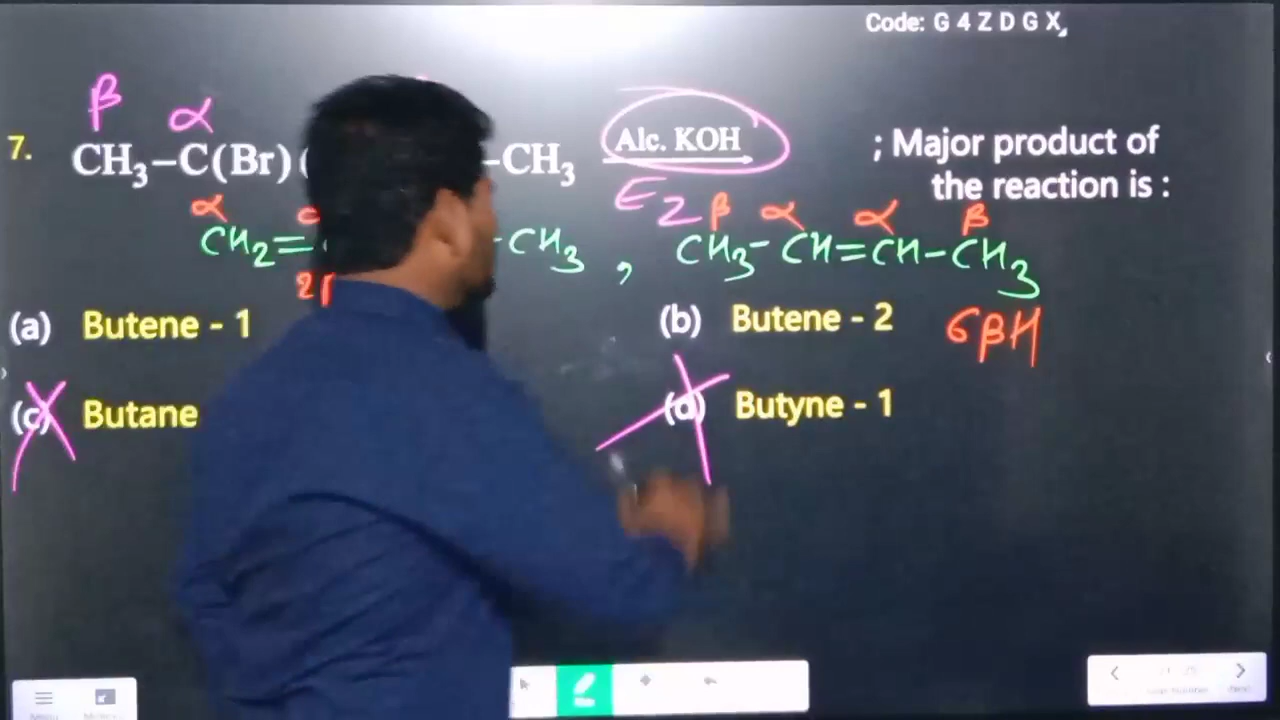 Code: G 4 Z D G X
β α
7. CH₃–C(Br)( –CH₃ Alc. KOH ; Major product of
the reaction is :
E2
α β α α β
CH₂= -CH₃ , CH₃-CH=CH-CH₃
(a) Butene - 1
(b) Butene - 2 6βH
(c) Butane
(d) Butyne - 1